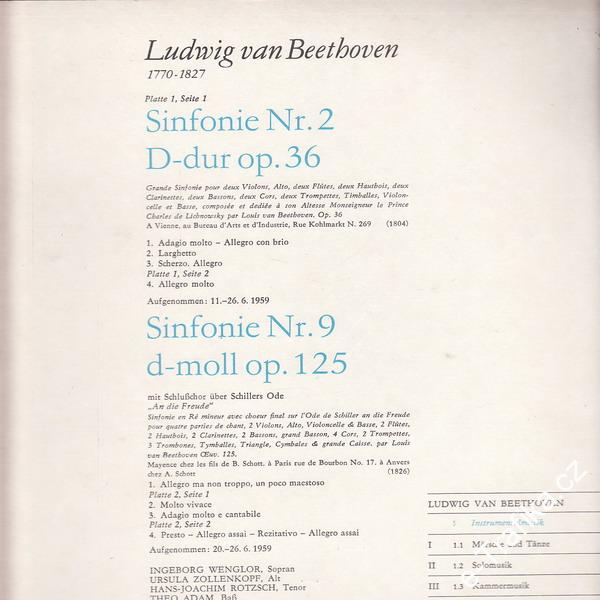 Ludwig van Beethoven
1770-1827
Platte 1, Seite 1
Sinfonie Nr. 2
D-dur op. 36
Grande Sinfonie pour deux Violons, Alto, deux Flûtes, deux Hautbois, deux
Clarinettes, deux Bassons, deux Cors, deux Trompettes, Timballes, Violon-
celle et Basse, composée et dediée à son Altesse Monseigneur le Prince
Charles de Lichnowsky par Louis van Beethoven. Op. 36
A Vienne, au Bureau d'Arts et d'Industrie, Rue Kohlmarkt N. 269 (1804)
1. Adagio molto – Allegro con brio
2. Larghetto
3. Scherzo. Allegro
Platte 1, Seite 2
4. Allegro molto
Aufgenommen: 11.–26. 6. 1959
Sinfonie Nr. 9
d-moll op. 125
mit Schlußchor über Schillers Ode
„An die Freude"
Sinfonie en Ré mineur avec choeur final sur l'Ode de Schiller an die Freude
pour quatre parties de chant, 2 Violons, Alto, Violoncelle & Basse, 2 Flûtes,
2 Hautbois, 2 Clarinettes, 2 Bassons, grand Basson, 4 Cors, 2 Trompettes,
3 Trombones, Tymballes, Triangle, Cymbales & grande Caisse. par Louis
van Beethoven Œuv. 125.
Mayence chez les fils de B. Schott. à Paris rue de Bourbon No. 17. à Anvers
chez A. Schott (1826)
1. Allegro ma non troppo, un poco maestoso
Platte 2, Seite 1
2. Molto vivace
3. Adagio molto e cantabile
Platte 2, Seite 2
4. Presto – Allegro assai – Rezitativo – Allegro assai
Aufgenommen: 20.–26. 6. 1959
INGEBORG WENGLOR, Sopran
URSULA ZOLLENKOPF, Alt
HANS-JOACHIM ROTZSCH, Tenor
THEO ADAM, Baß
LUDWIG VAN BEETHOVEN
Instrumentalmusik
I 1.1 Märsche und Tänze
II 1.2 Solomusik
III 1.3 Kammermusik